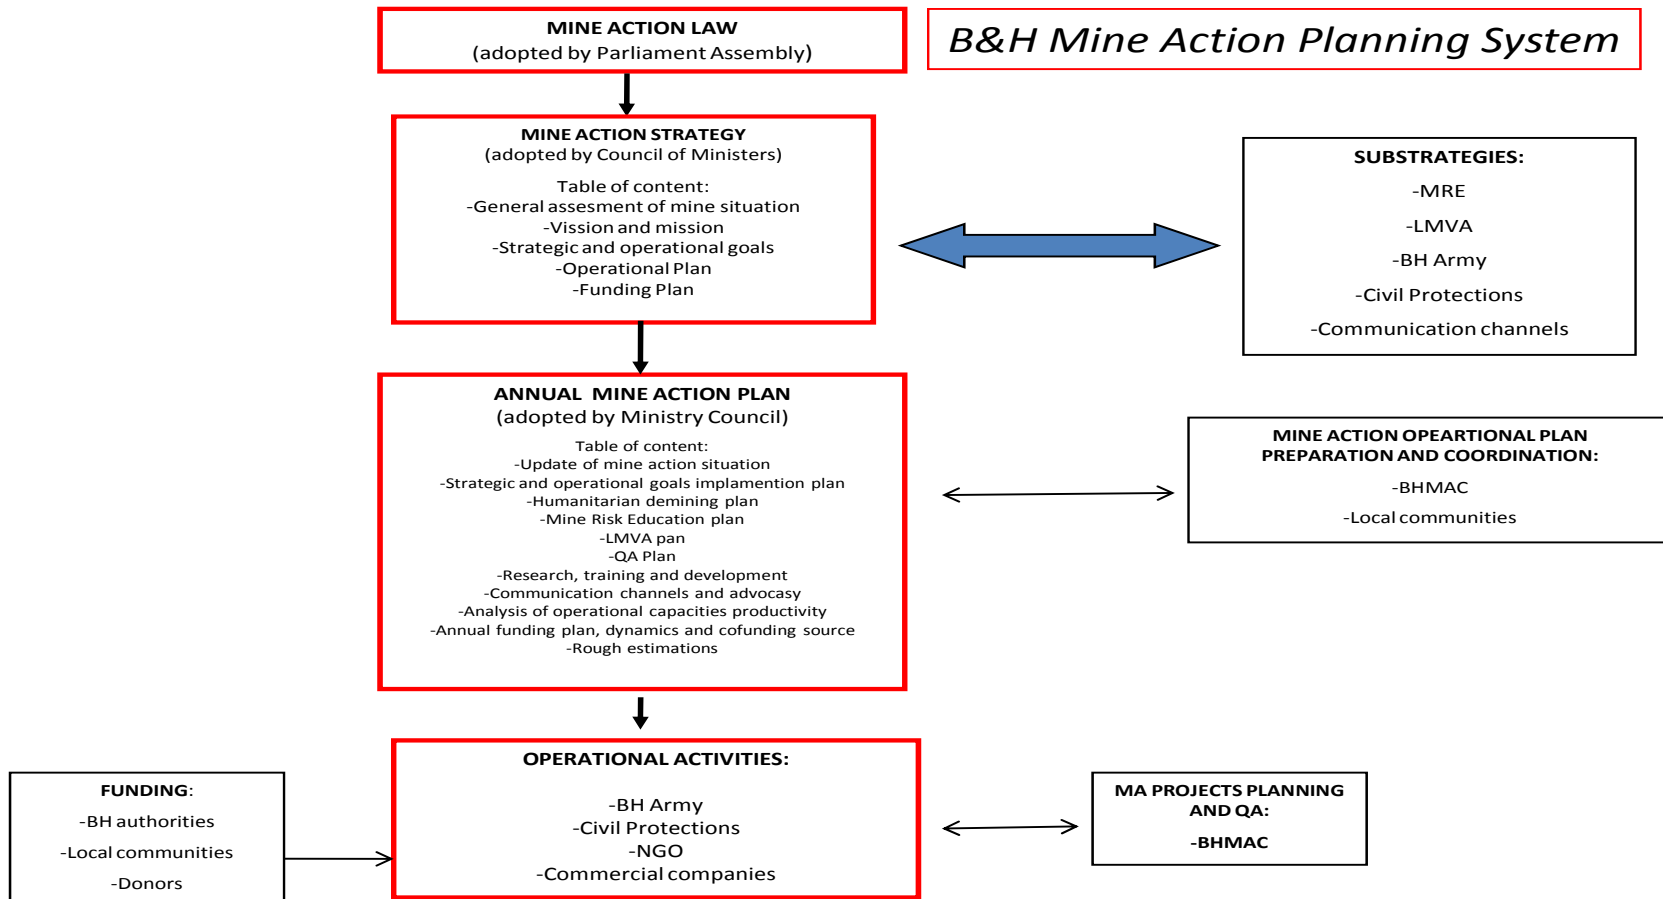 B&H Mine Action Planning System
MINE ACTION LAW
(adopted by Parliament Assembly)
MINE ACTION STRATEGY
(adopted by Council of Ministers)
Table of content:
-General assesment of mine situation
-Vission and mission
-Strategic and operational goals
-Operational Plan
-Funding Plan
SUBSTRATEGIES:
-MRE
-LMVA
-BH Army
-Civil Protections
-Communication channels
ANNUAL MINE ACTION PLAN
(adopted by Ministry Council)
Table of content:
-Update of mine action situation
-Strategic and operational goals implamention plan
-Humanitarian demining plan
-Mine Risk Education plan
-LMVA pan
-QA Plan
-Research, training and development
-Communication channels and advocasy
-Analysis of operational capacities productivity
-Annual funding plan, dynamics and cofunding source
-Rough estimations
MINE ACTION OPEARTIONAL PLAN
PREPARATION AND COORDINATION:
-BHMAC
-Local communities
OPERATIONAL ACTIVITIES:
-BH Army
-Civil Protections
-NGO
-Commercial companies
FUNDING:
-BH authorities
-Local communities
-Donors
MA PROJECTS PLANNING
AND QA:
-BHMAC